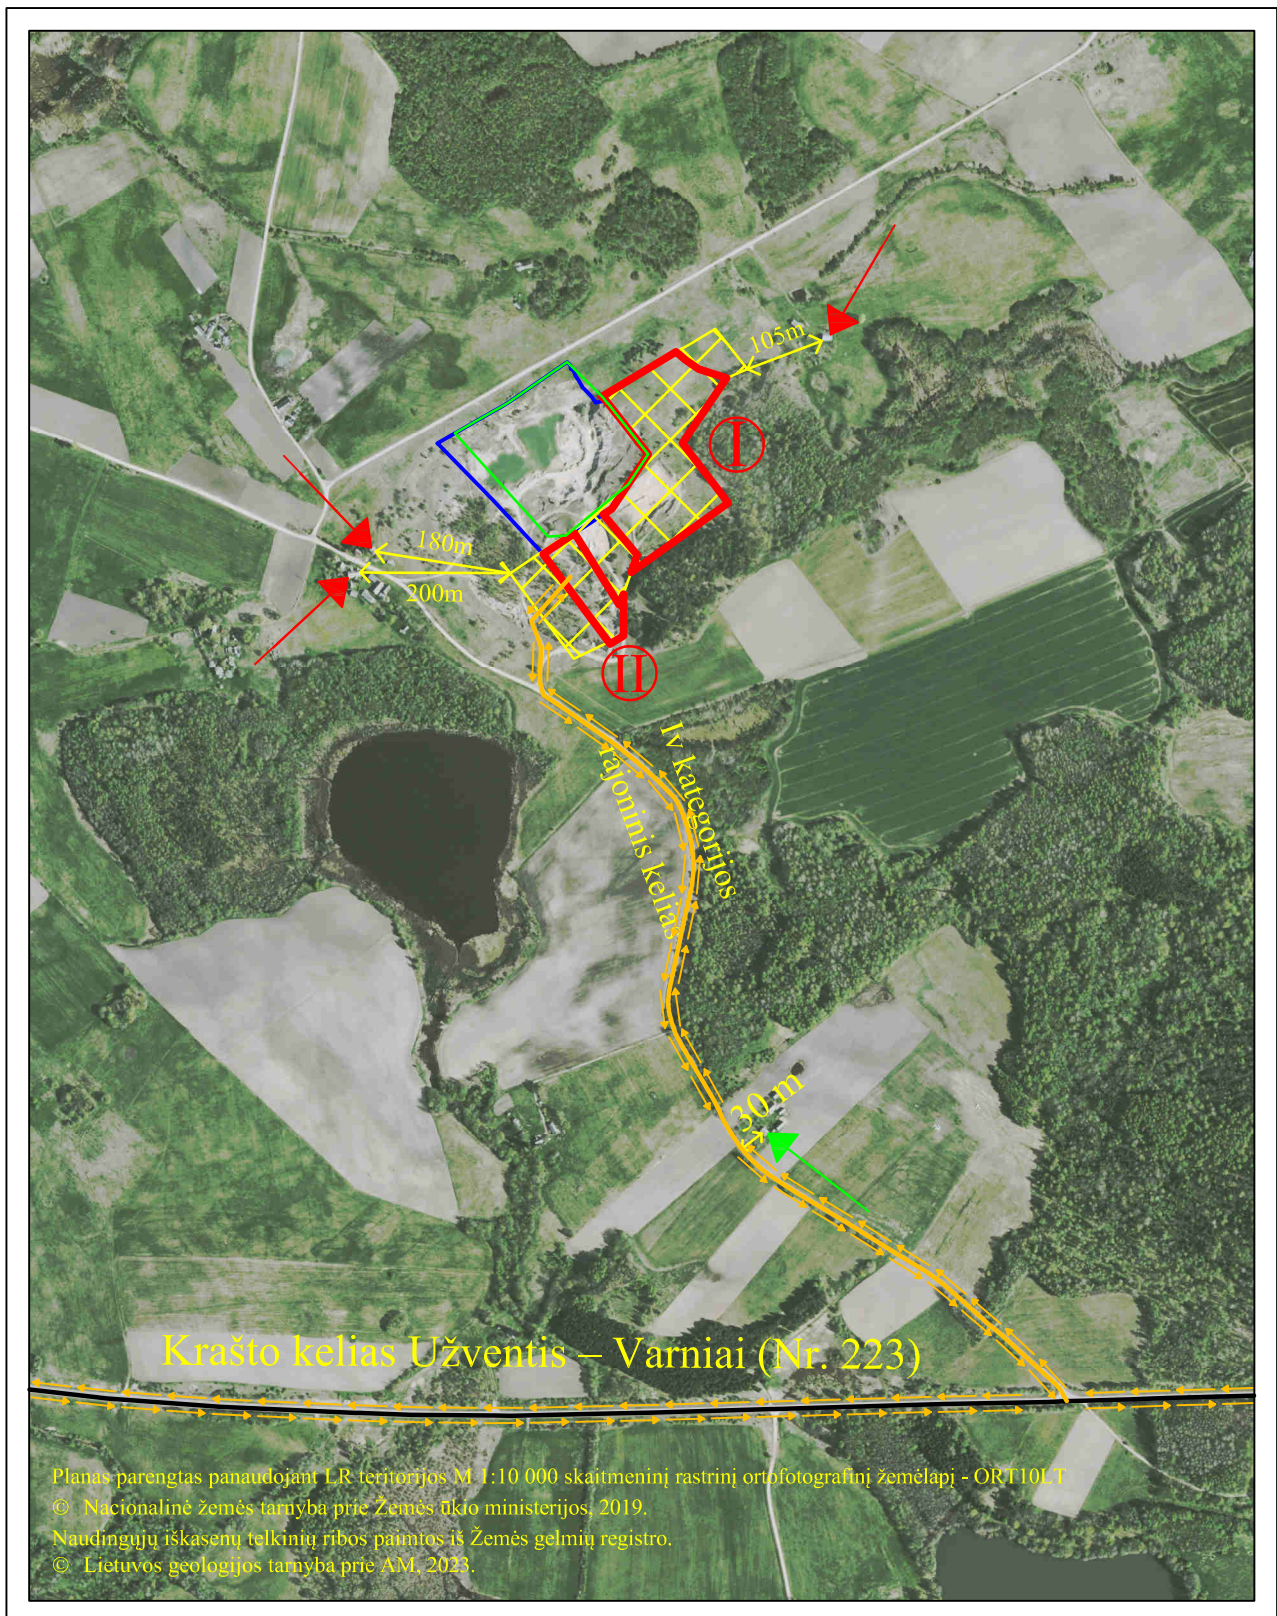 105m
I
180m
200m
II
Iv kategorijos
rajoninis kelias
30 m
Krašto kelias Užventis – Varniai (Nr. 223)
Planas parengtas panaudojant LR teritorijos M 1:10 000 skaitmeninį rastrinį ortofotografinį žemėlapį - ORT10LT
© Nacionalinė žemės tarnyba prie Žemės ūkio ministerijos, 2019.
Naudingųjų iškasenų telkinių ribos paimtos iš Žemės gelmių registro.
© Lietuvos geologijos tarnyba prie AM, 2023.